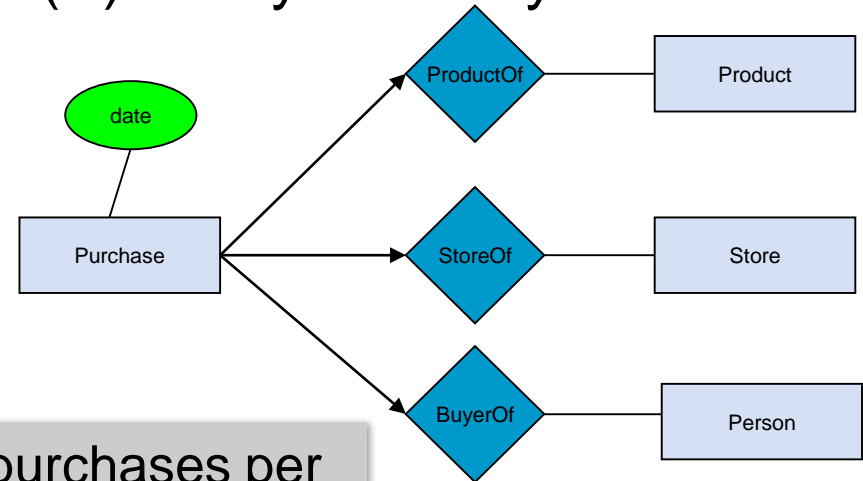 ProductOf
Product
date
Purchase
StoreOf
Store
BuyerOf
Person
purchases per